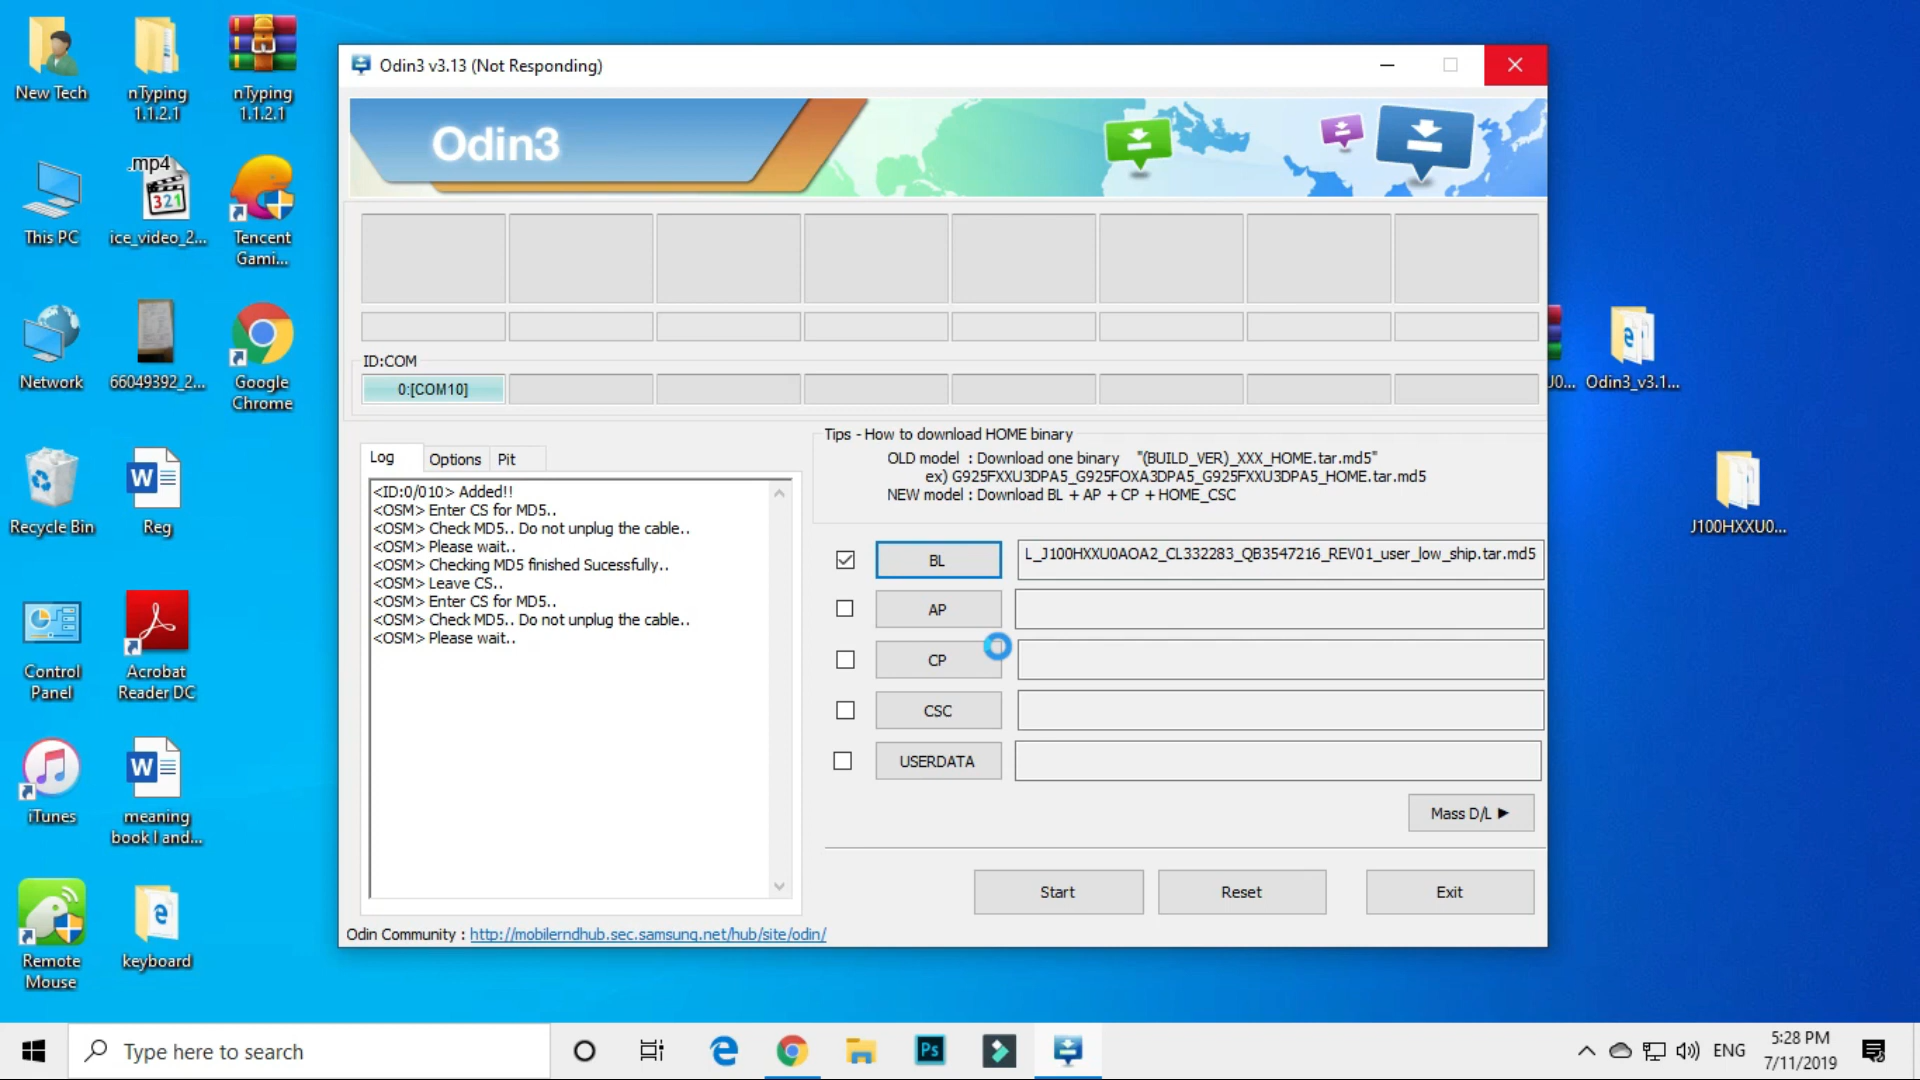 New Tech
nTyping
1.1.2.1
nTyping
1.1.2.1
This PC
.mp4
321
ice_video_2...
Tencent
Gami...
Network
66049392_2...
Google
Chrome
Recycle Bin
Reg
Control
Panel
Acrobat
Reader DC
iTunes
meaning
book I and...
Remote
Mouse
keyboard
Odin3 v3.13 (Not Responding)
Odin3
ID:COM
0:[COM10]
Log
Options
Pit
<ID:0/010> Added!!
<OSM> Enter CS for MD5..
<OSM> Check MD5.. Do not unplug the cable..
<OSM> Please wait..
<OSM> Checking MD5 finished Sucessfully..
<OSM> Leave CS..
<OSM> Enter CS for MD5..
<OSM> Check MD5.. Do not unplug the cable..
<OSM> Please wait..
Tips - How to download HOME binary
OLD model : Download one binary "(BUILD_VER)_XXX_HOME.tar.md5"
ex) G925FXXU3DPA5_G925FOXA3DPA5_G925FXXU3DPA5_HOME.tar.md5
NEW model : Download BL + AP + CP + HOME_CSC
BL
L_J100HXXU0AOA2_CL332283_QB3547216_REV01_user_low_ship.tar.md5
AP
CP
CSC
USERDATA
Mass D/L
Start
Reset
Exit
Odin Community : http://mobilerndhub.sec.samsung.net/hub/site/odin/
J0...
Odin3_v3.1...
J100HXXU0...
Type here to search
Ps
ENG
5:28 PM
7/11/2019